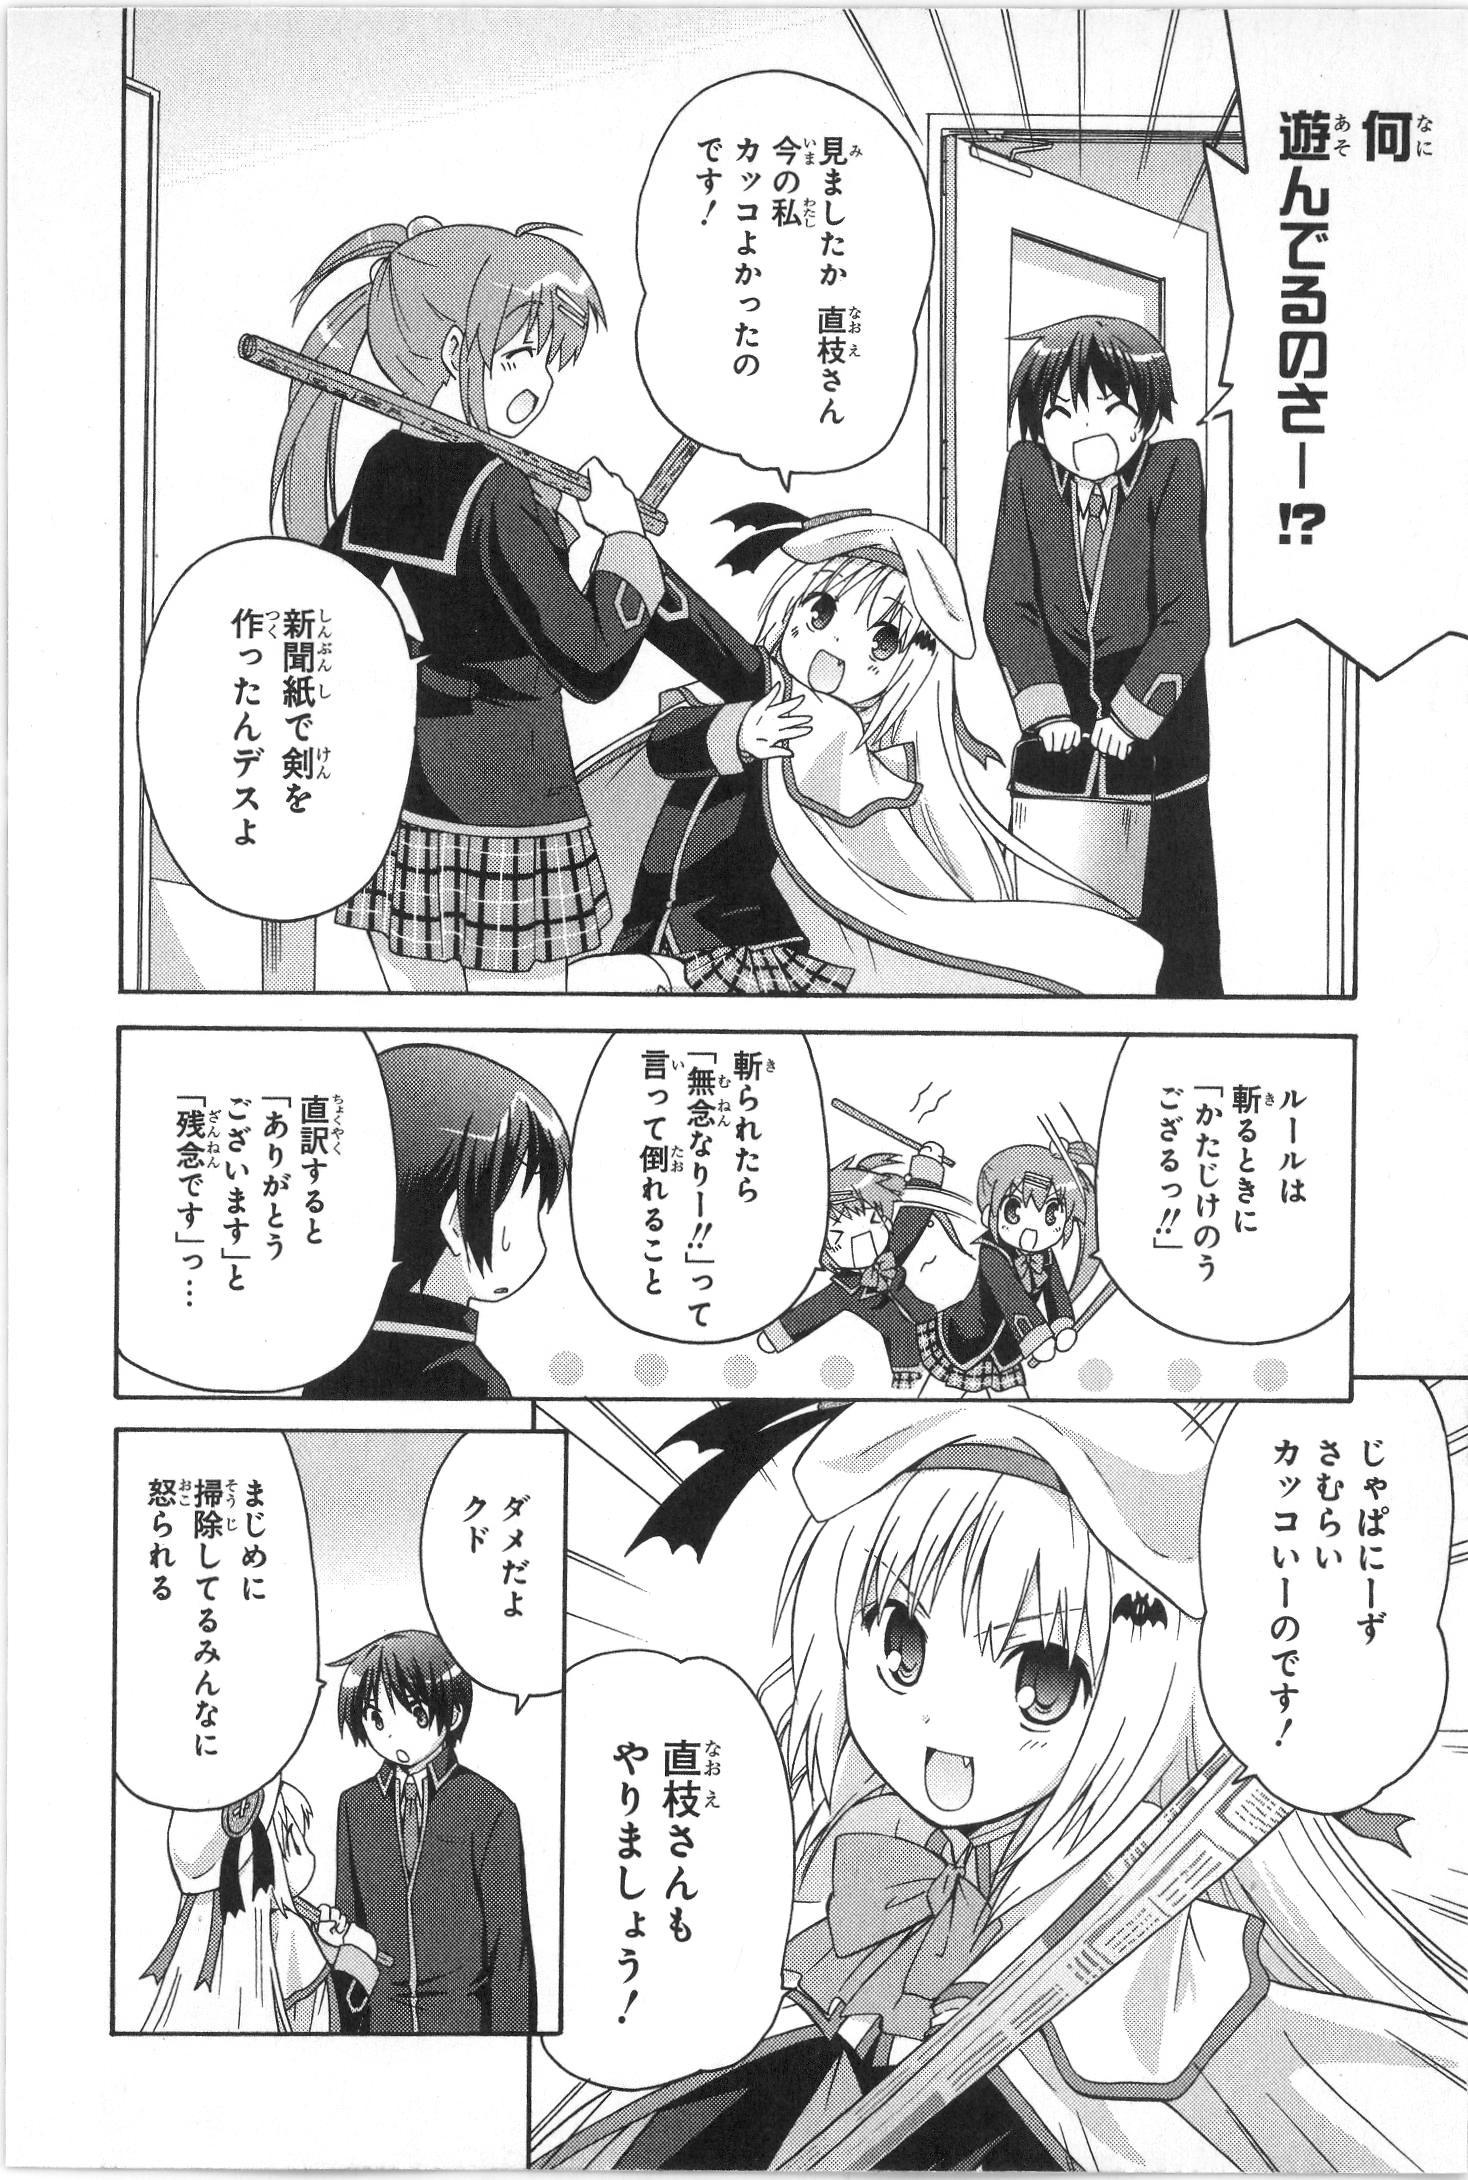 何
遊んでるのさー!?
見ましたか 直枝さん
今の私
カッコよかったの
です!
新聞紙で剣を
作ったんデスよ
ルールは
斬るときに
「かたじけのう
ござるっ!!」
斬られたら
「無念なりー!!」って
言って倒れること
直訳すると
「ありがとう
ございます」と
「残念です」っ…
じゃぱにーず
さむらい
カッコいーのです!
直枝さんも
やりましょう!
ダメだよ
クド
まじめに
掃除してるみんなに
怒られる